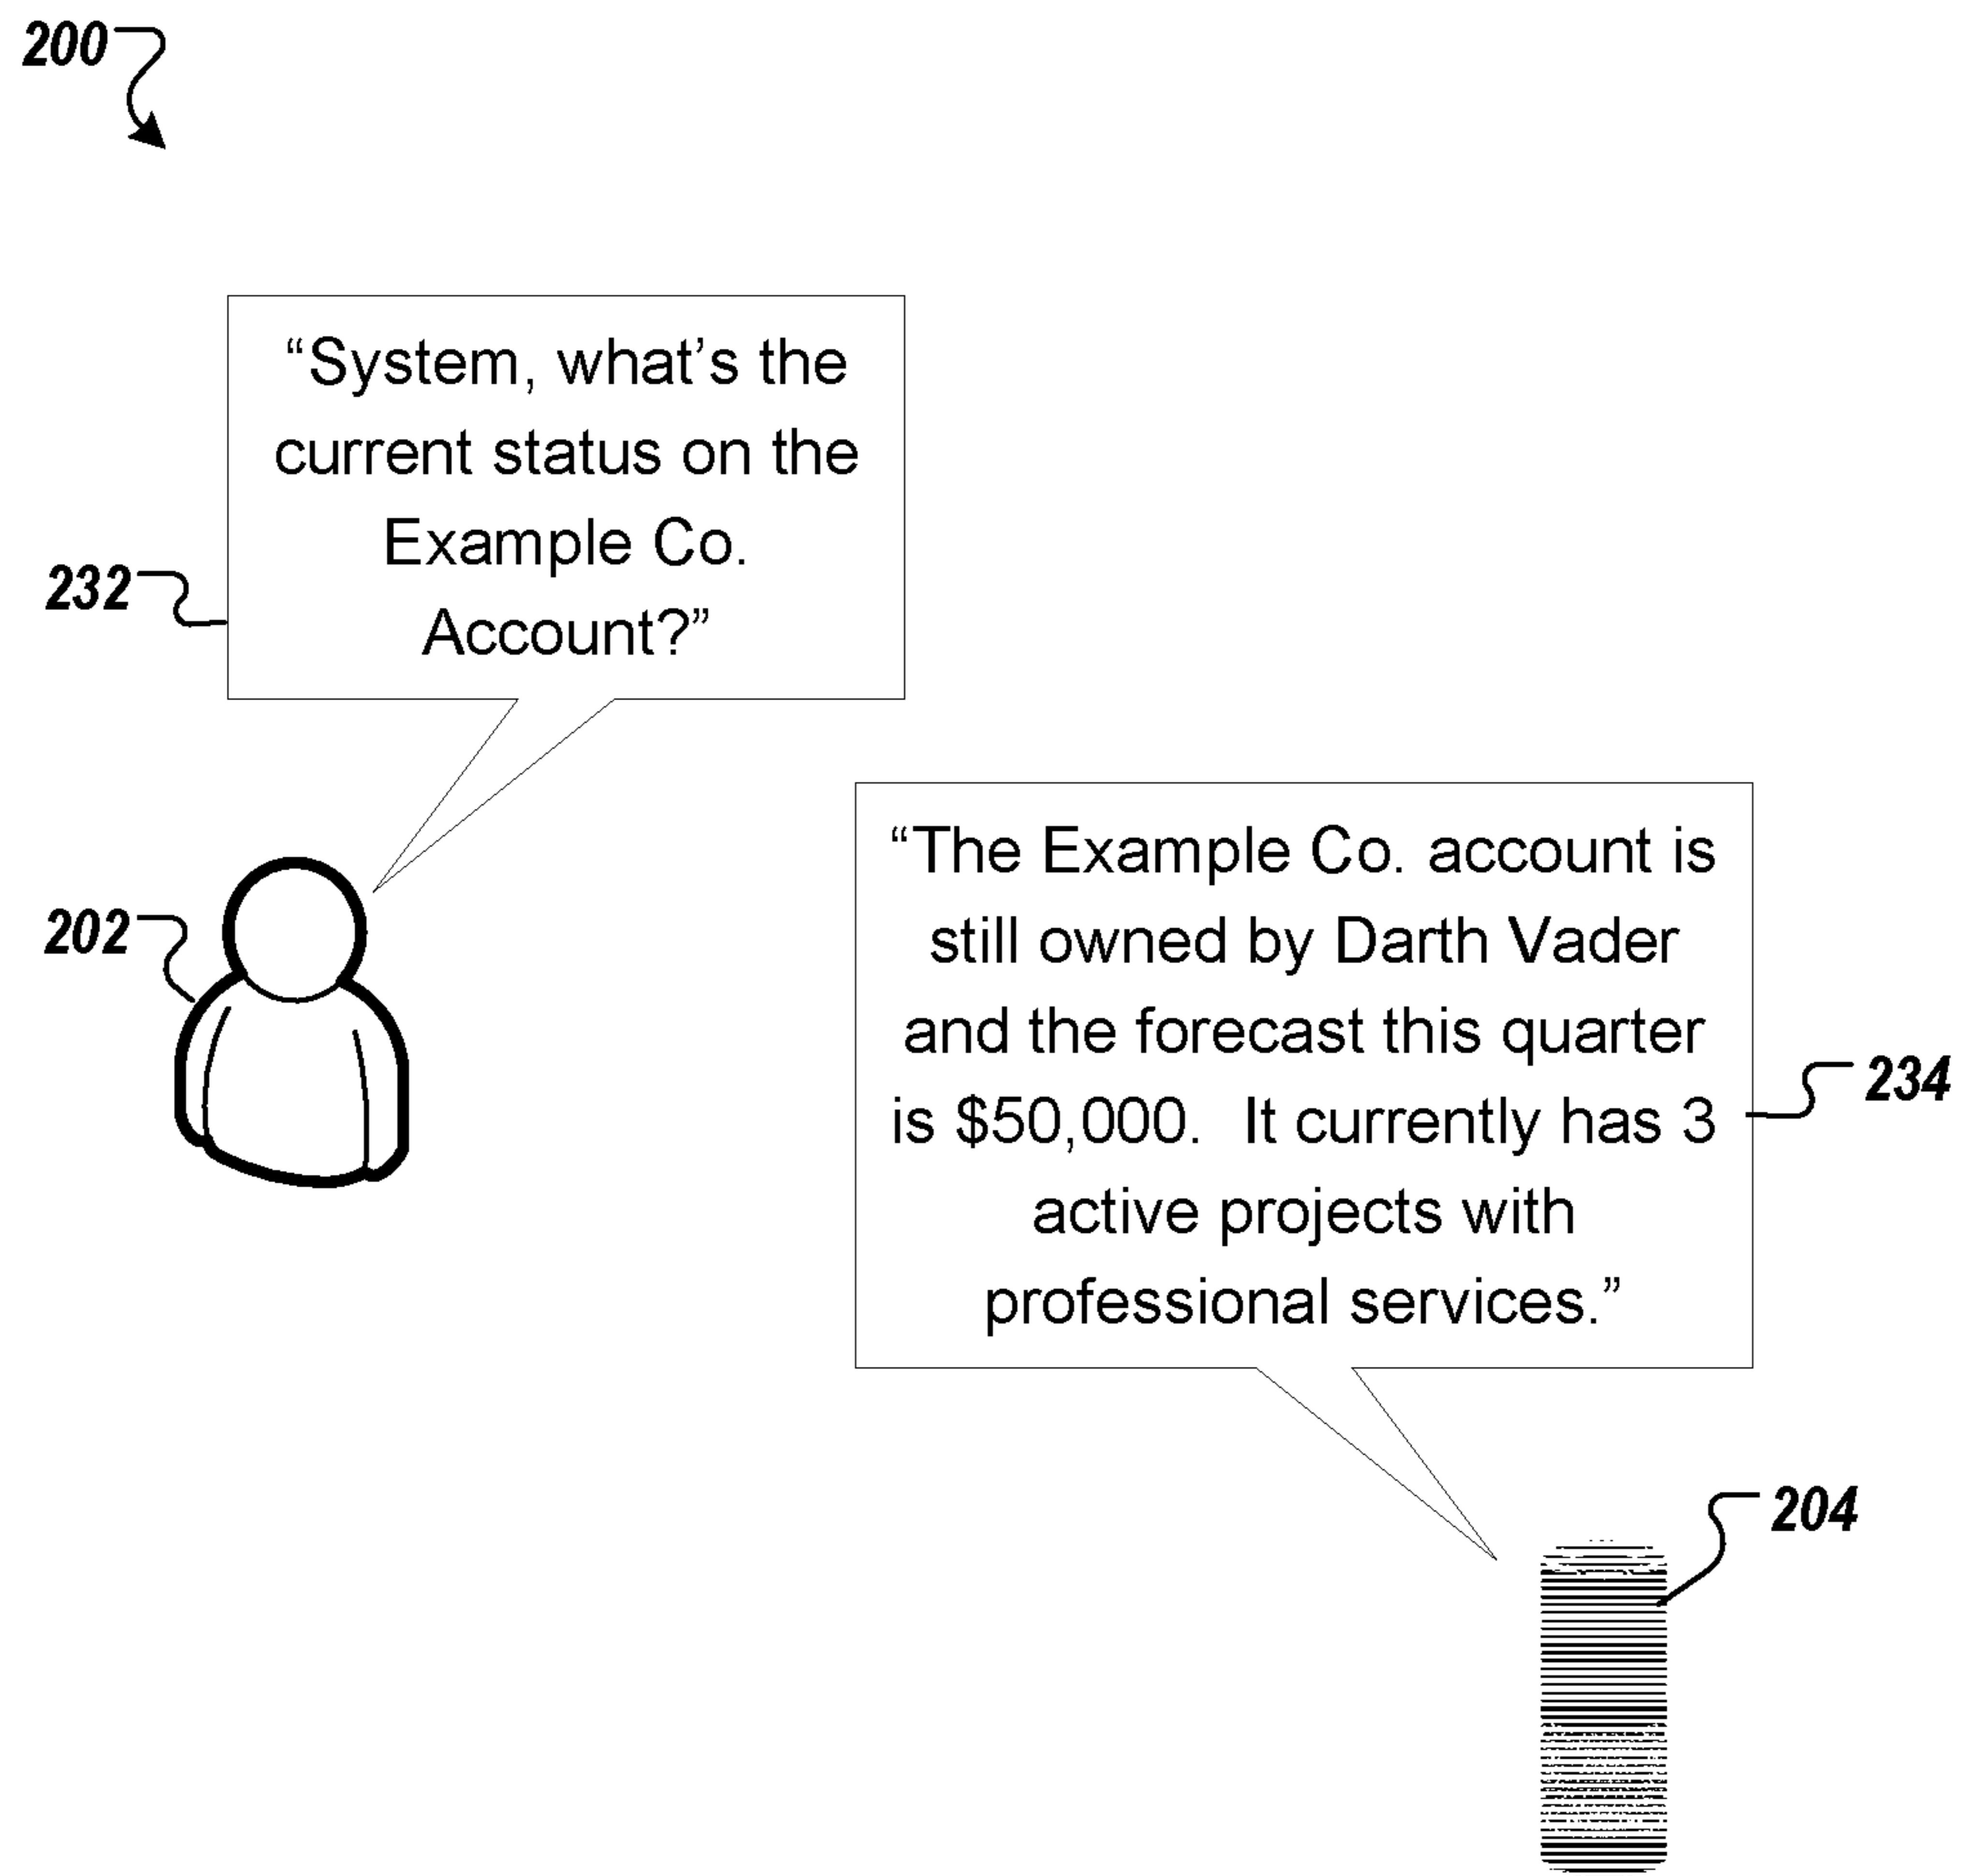 200
“System, what’s the
current status on the
Example Co.
Account?”
232
202
“The Example Co. account is
still owned by Darth Vader
and the forecast this quarter
is $50,000.  It currently has 3
active projects with
professional services.”
234
204